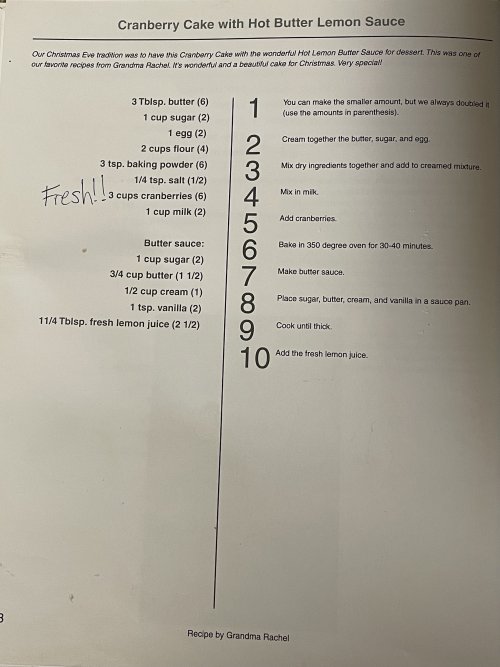 Cranberry Cake with Hot Butter Lemon Sauce
Our Christmas Eve tradition was to have this Cranberry Cake with the wonderful Hot Lemon Butter Sauce for dessert. This was one of
our favorite recipes from Grandma Rachel. It's wonderful and a beautiful cake for Christmas. Very special!
3 Tblsp. butter (6)
1 cup sugar (2)
1 egg (2)
2 cups flour (4)
3 tsp. baking powder (6)
1/4 tsp. salt (1/2)
Fresh!! 3 cups cranberries (6)
1 cup milk (2)
Butter sauce:
1 cup sugar (2)
3/4 cup butter (1 1/2)
1/2 cup cream (1)
1 tsp. vanilla (2)
11/4 Tblsp. fresh lemon juice (2 1/2)
1 You can make the smaller amount, but we always doubled it
(use the amounts in parenthesis).
2 Cream together the butter, sugar, and egg.
3 Mix dry ingredients together and add to creamed mixture.
4 Mix in milk.
5 Add cranberries.
6 Bake in 350 degree oven for 30-40 minutes.
7 Make butter sauce.
8 Place sugar, butter, cream, and vanilla in a sauce pan.
9 Cook until thick.
10 Add the fresh lemon juice.
Recipe by Grandma Rachel